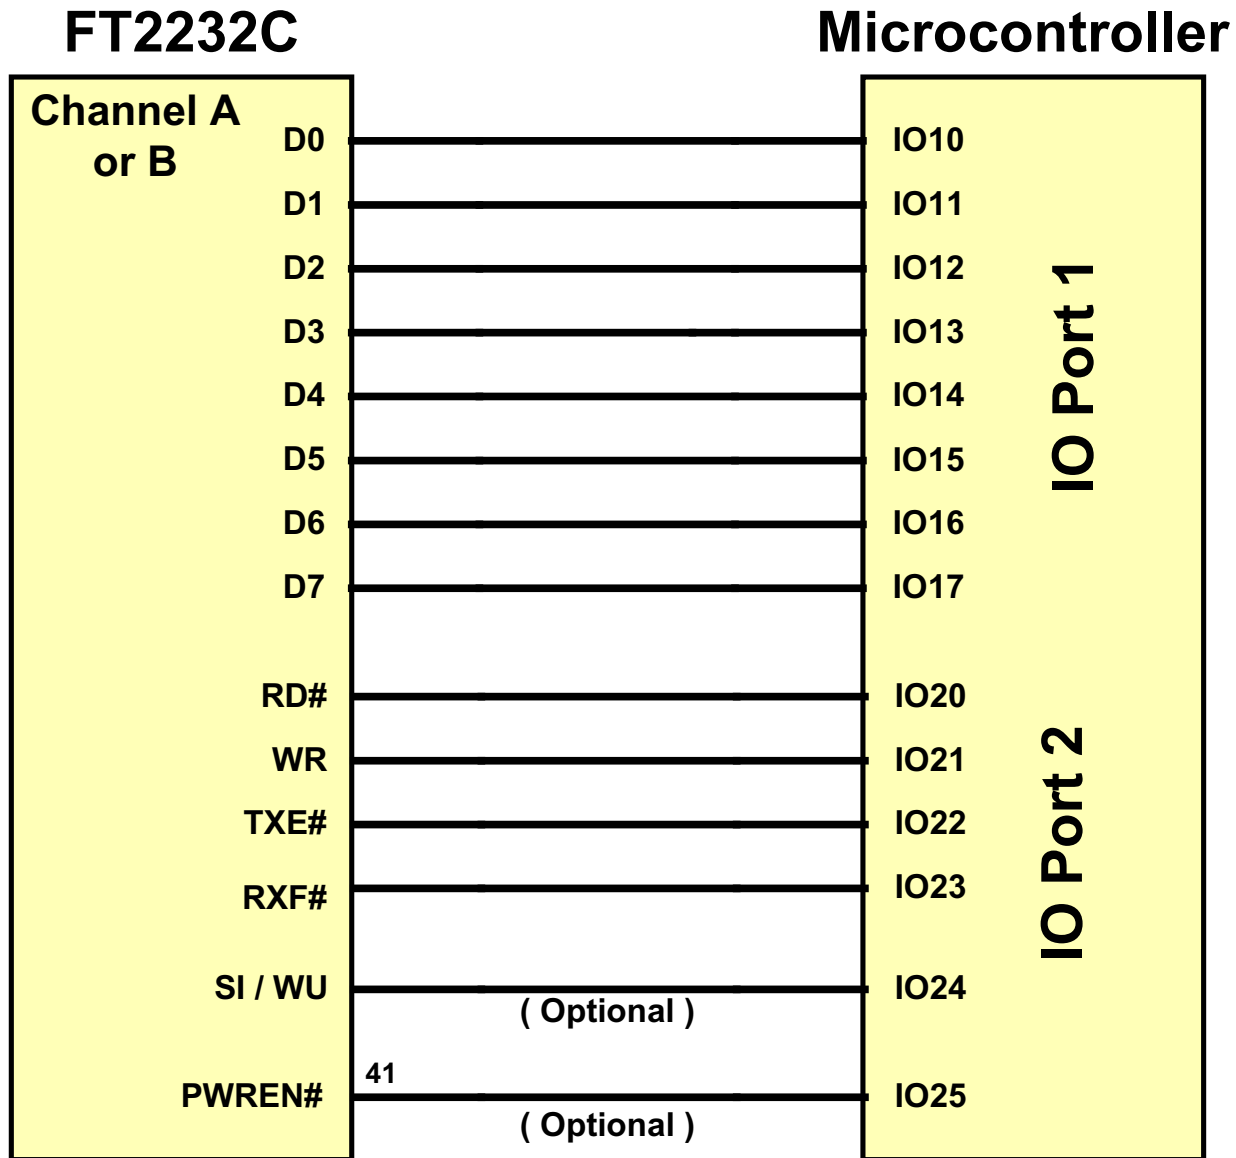 FT2232C
Microcontroller
Channel A
or B
D0
IO10
D1
IO11
D2
IO12
D3
IO13
D4
IO14
D5
IO15
D6
IO16
D7
IO17
IO Port 1
RD#
IO20
WR
IO21
TXE#
IO22
RXF#
IO23
SI / WU
( Optional )
IO24
PWREN#
41
( Optional )
IO25
IO Port 2